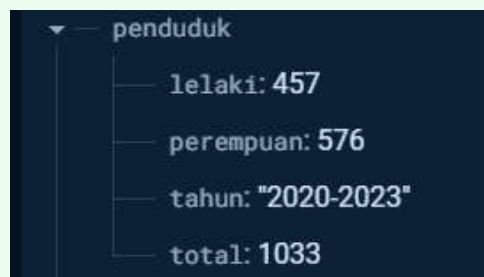 penduduk
lelaki: 457
perempuan: 576
tahun: "2020-2023"
total: 1033